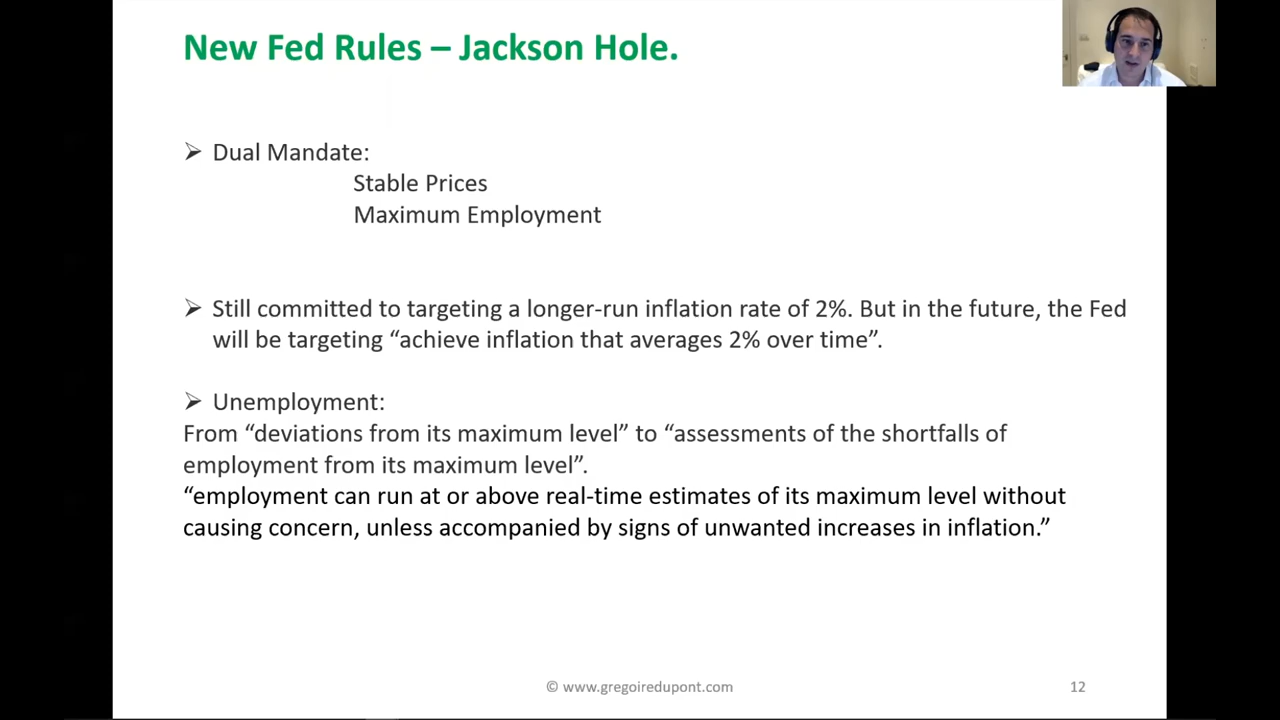 New Fed Rules – Jackson Hole.
➢ Dual Mandate:
Stable Prices
Maximum Employment
➢ Still committed to targeting a longer-run inflation rate of 2%. But in the future, the Fed
will be targeting “achieve inflation that averages 2% over time”.
➢ Unemployment:
From “deviations from its maximum level” to “assessments of the shortfalls of
employment from its maximum level”.
“employment can run at or above real-time estimates of its maximum level without
causing concern, unless accompanied by signs of unwanted increases in inflation.”
© www.gregoiredupont.com
12